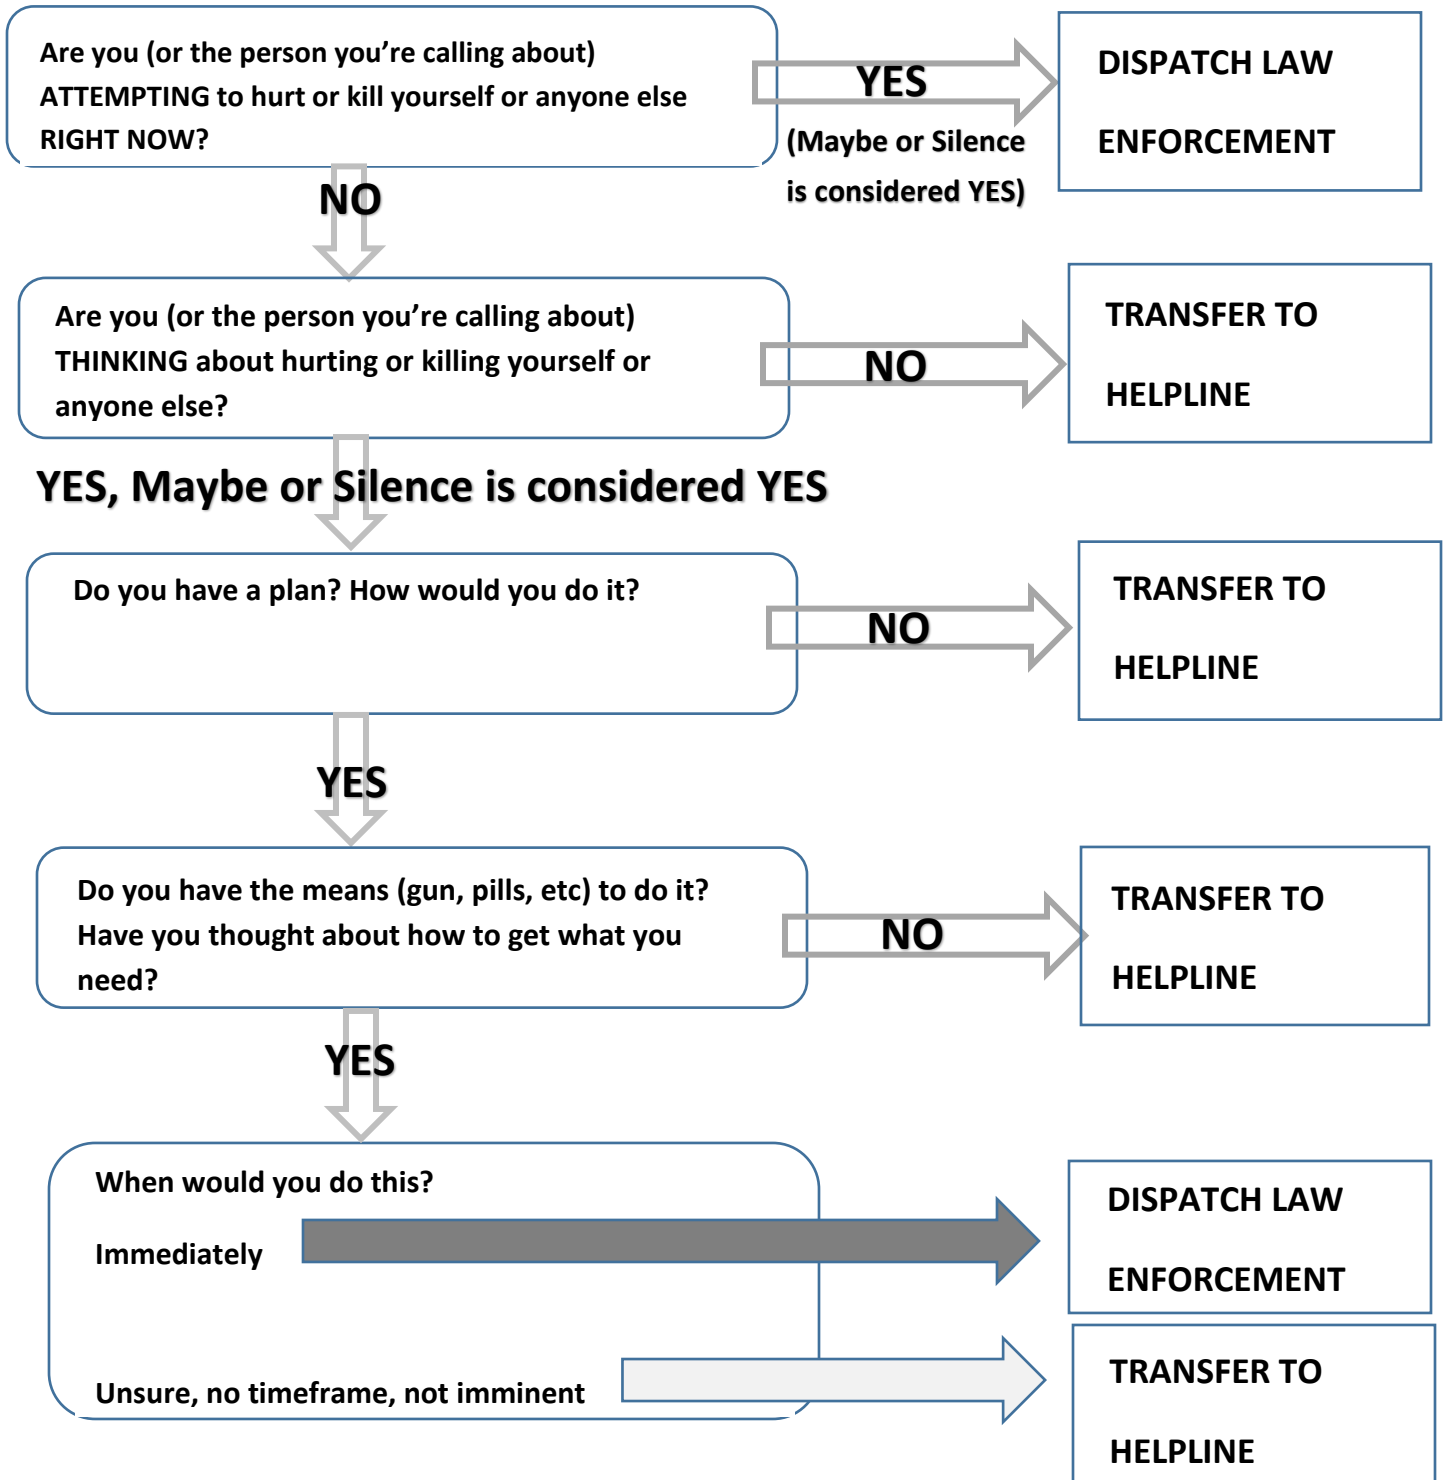 Are you (or the person you’re calling about)
ATTEMPTING to hurt or kill yourself or anyone else
RIGHT NOW?
YES
(Maybe or Silence
is considered YES)
DISPATCH LAW
ENFORCEMENT
NO
Are you (or the person you’re calling about)
THINKING about hurting or killing yourself or
anyone else?
NO
TRANSFER TO
HELPLINE
YES, Maybe or Silence is considered YES
Do you have a plan? How would you do it?
NO
TRANSFER TO
HELPLINE
YES
Do you have the means (gun, pills, etc) to do it?
Have you thought about how to get what you
need?
NO
TRANSFER TO
HELPLINE
YES
When would you do this?
Immediately
DISPATCH LAW
ENFORCEMENT
Unsure, no timeframe, not imminent
TRANSFER TO
HELPLINE